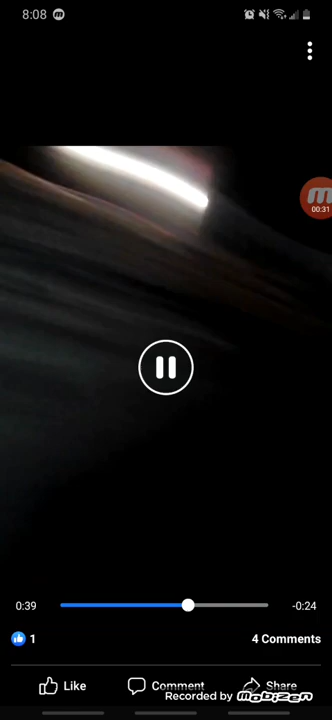 8:08
00:31
0:39 -0:24
1 4 Comments
Like Comment Share
Recorded by mobizen